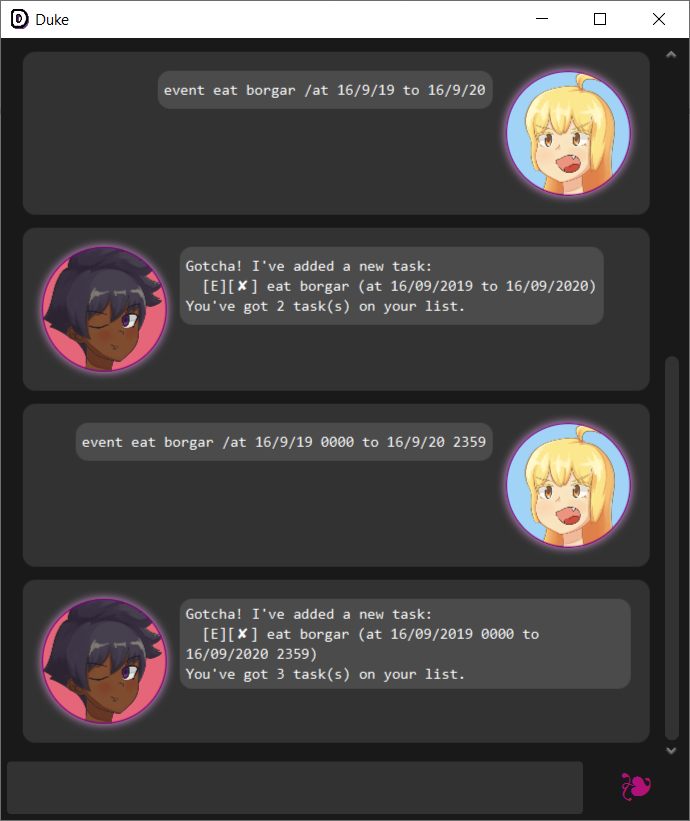 Duke
event eat borgar /at 16/9/19 to 16/9/20
Gotcha! I've added a new task:
[E][✘] eat borgar (at 16/09/2019 to 16/09/2020)
You've got 2 task(s) on your list.
event eat borgar /at 16/9/19 0000 to 16/9/20 2359
Gotcha! I've added a new task:
[E][✘] eat borgar (at 16/09/2019 0000 to
16/09/2020 2359)
You've got 3 task(s) on your list.